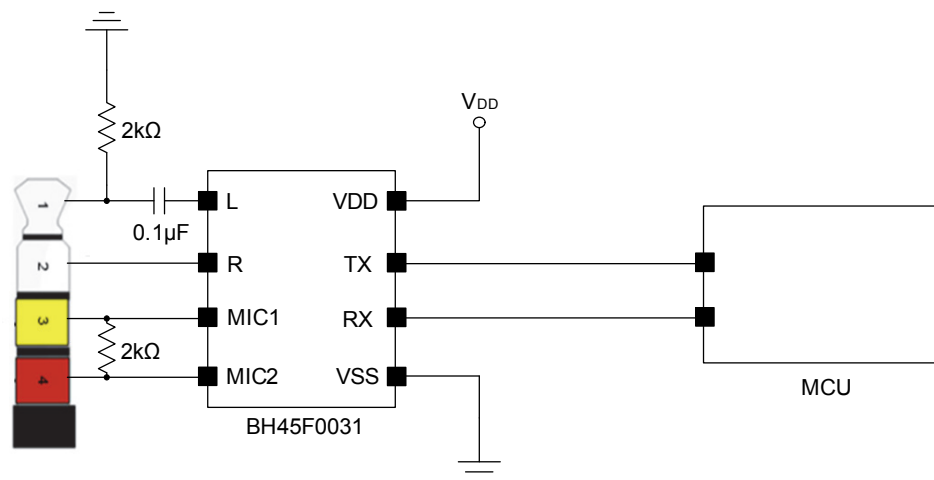 2kΩ
VDD
1
L
VDD
0.1µF
2
R
TX
3
MIC1
RX
2kΩ
4
MIC2
VSS
MCU
BH45F0031